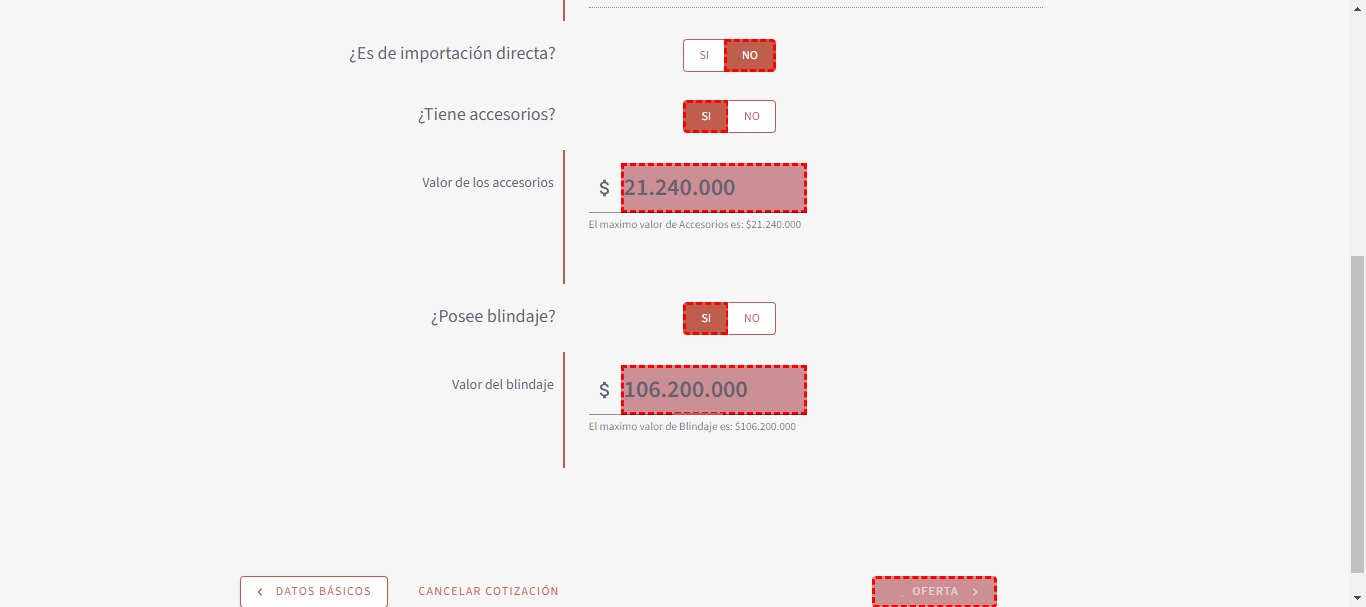 ¿Es de importación directa?
SI NO
¿Tiene accesorios?
SI NO
Valor de los accesorios
$ 21.240.000
El maximo valor de Accesorios es: $21.240.000
¿Posee blindaje?
SI NO
Valor del blindaje
$ 106.200.000
El maximo valor de Blindaje es: $106.200.000
DATOS BÁSICOS CANCELAR COTIZACIÓN OFERTA